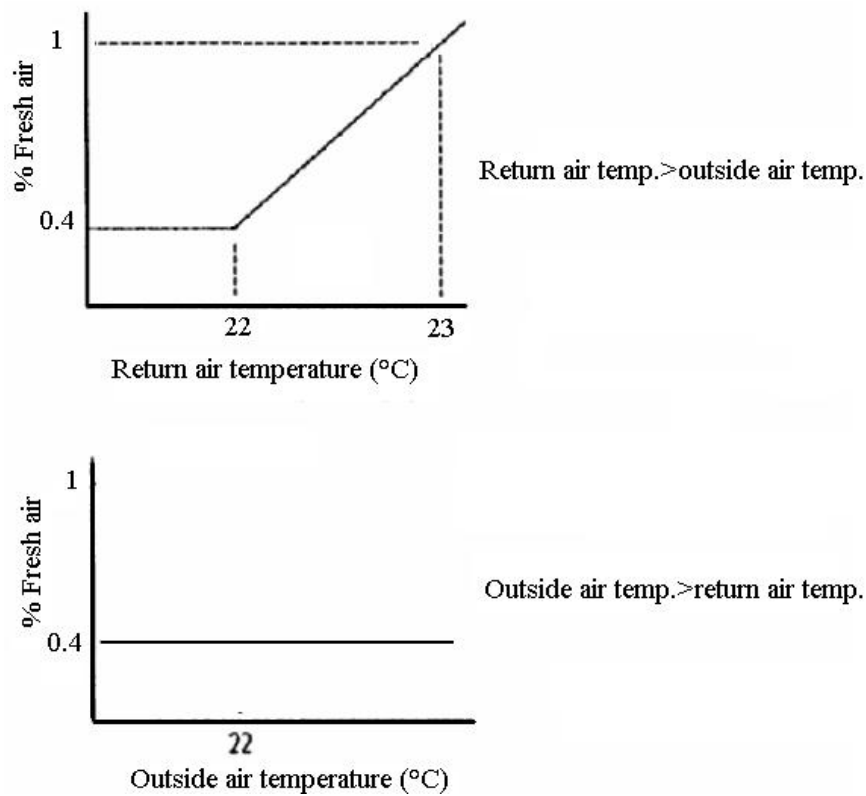 1
% Fresh air
Return air temp.>outside air temp.
0.4
22
23
Return air temperature (°C)
1
% Fresh air
Outside air temp.>return air temp.
0.4
22
Outside air temperature (°C)